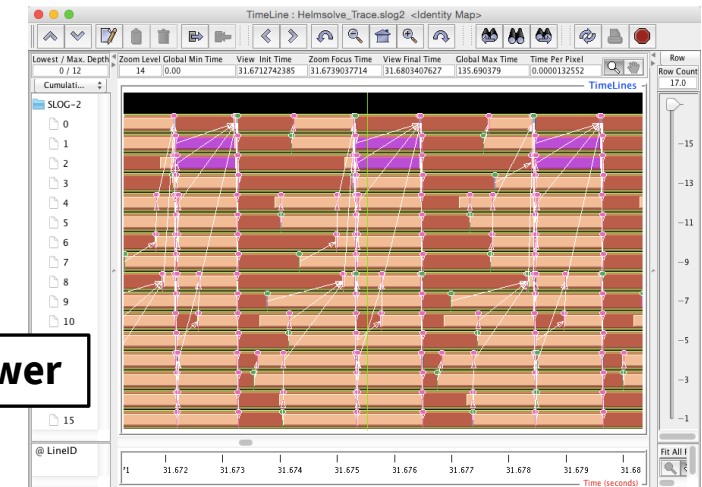 TimeLine : Helmsolve_Trace.slog2 <Identity Map>
Lowest / Max. Depth Zoom Level Global Min Time View Init Time Zoom Focus Time View Final Time Global Max Time Time Per Pixel
0 / 12 14 0.00 31.6712742385 31.6739037714 31.6803407627 135.690379 0.0000132552
Row
Row Count
17.0
Cumulati...
TimeLines
SLOG-2
0
1
2
3
4
5
6
7
8
9
10
15
wer
-15
-13
-11
-9
-7
-5
-3
-1
@ LineID
31.672 31.673 31.674 31.675 31.676 31.677 31.678 31.679 31.68
Time (seconds)
Fit All